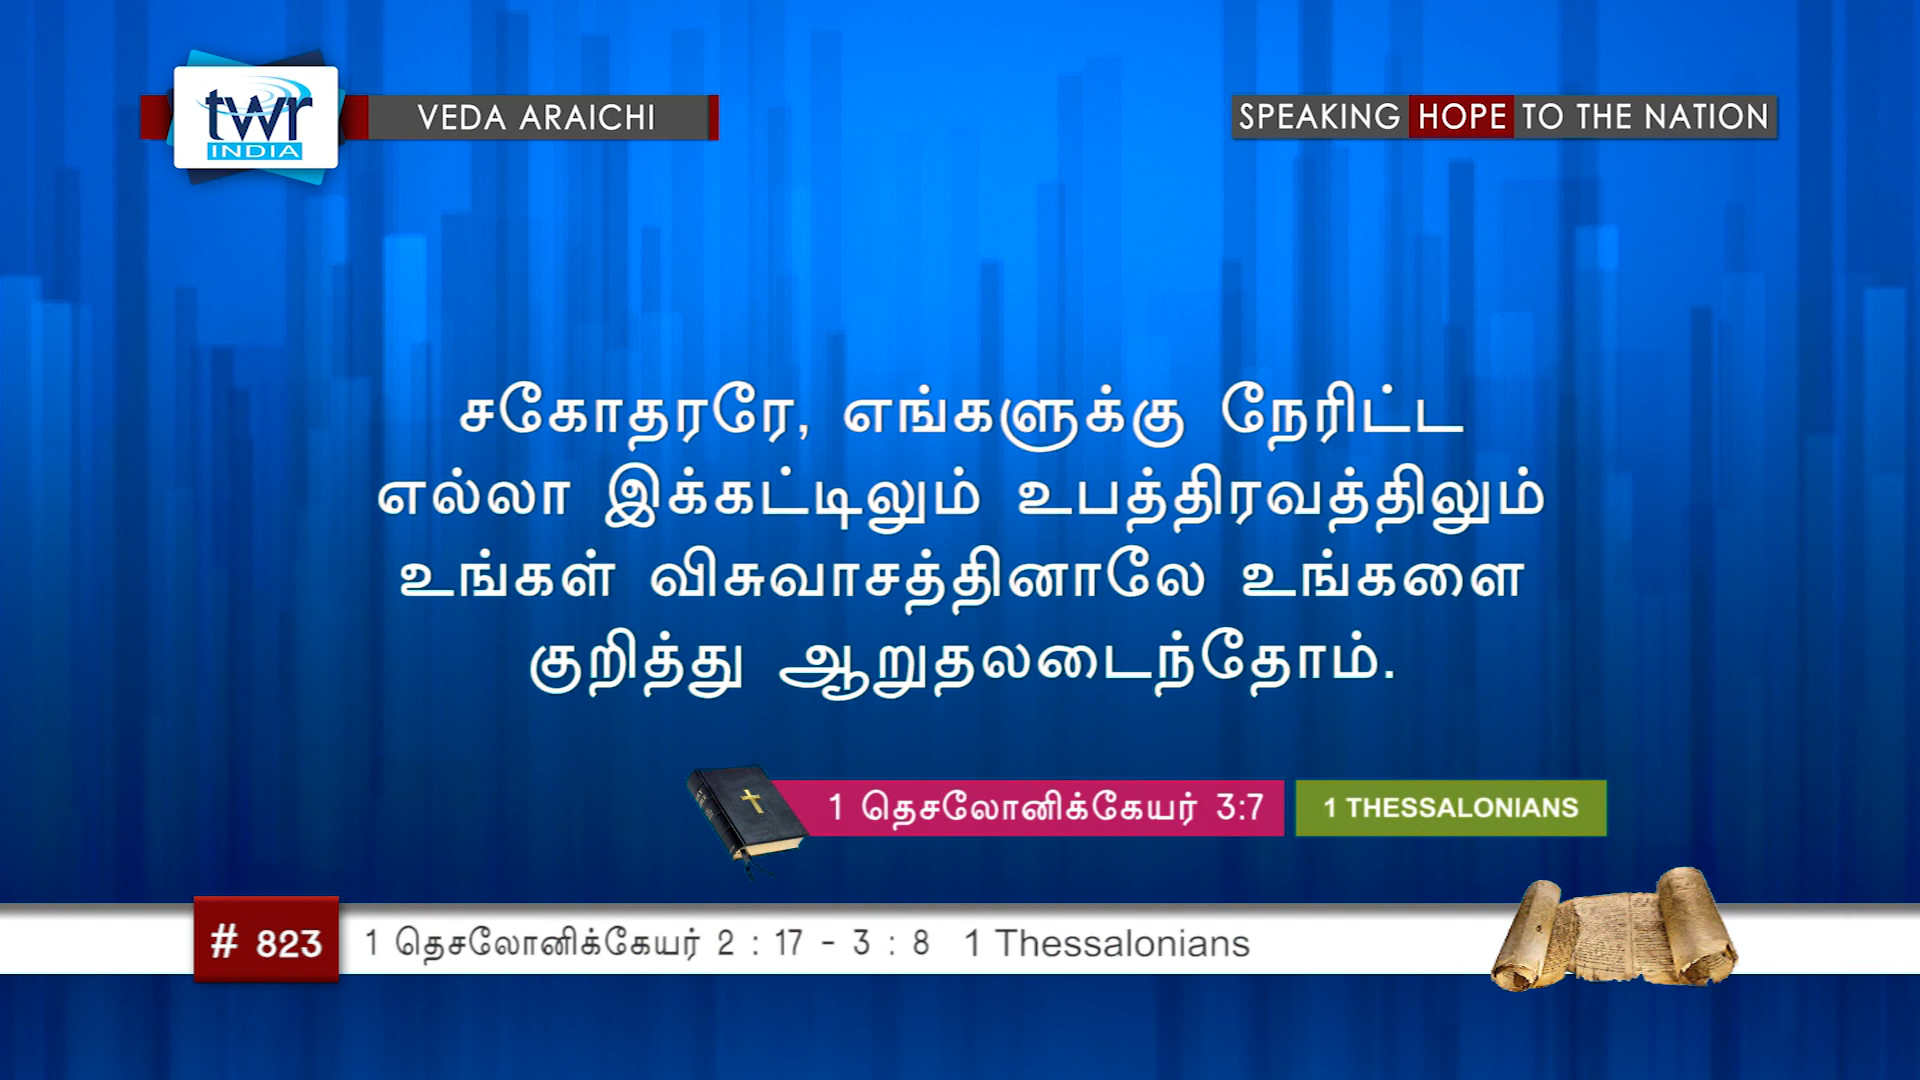 twr
INDIA
VEDA ARAICHI
SPEAKING HOPE TO THE NATION
சகோதரரே, எங்களுக்கு நேரிட்ட
எல்லா இக்கட்டிலும் உபத்திரவத்திலும்
உங்கள் விசுவாசத்தினாலே உங்களை
குறித்து ஆறுதலடைந்தோம்.
1 தெசலோனிக்கேயர் 3:7
1 THESSALONIANS
# 823
1 தெசலோனிக்கேயர் 2 : 17 - 3 : 8 1 Thessalonians